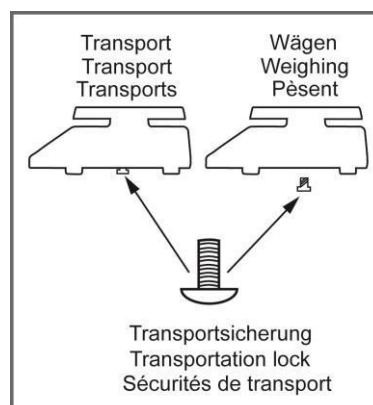 Transport
Transport
Transports
Wägen
Weighing
Pèsent
Transportsicherung
Transportation lock
Sécurités de transport